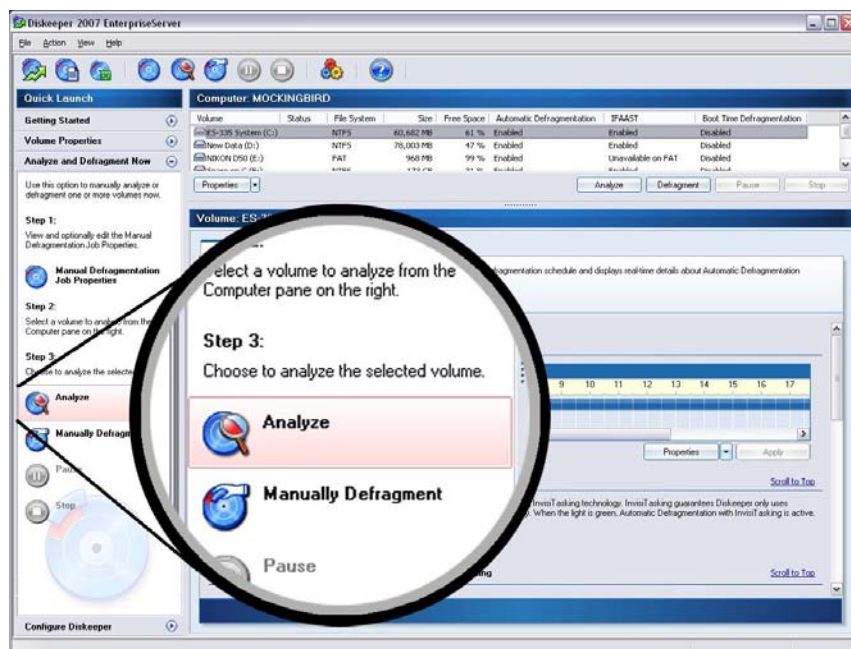 Diskeeper 2007 EnterpriseServer
File Action View Help
Quick Launch
Getting Started
Volume Properties
Analyze and Defragment Now
Use this option to manually analyze or
defragment one or more volumes now.
Step 1:
View and optionally edit the Manual
Defragmentation Job Properties.
Manual Defragmentation
Job Properties
Step 2:
Select a volume to analyze from the
Computer pane on the right.
Step 3:
Choose to analyze the selected
Analyze
Manually Defragment
Pause
Stop
Configure Diskeeper
Computer: MOCKINGBIRD
Volume Status File System Size Free Space Automatic Defragmentation IFAAST Boot Time Defragmentation
ES-335 System (C:) NTFS 60,682 MB 61 % Enabled Enabled Disabled
New Data (D:) NTFS 78,003 MB 47 % Enabled Enabled Disabled
NIKON D50 (E:) FAT 968 MB 99 % Enabled Unavailable on FAT Disabled
Properties Analyze Defragment Pause Stop
Volume: ES-
defragmentation schedule and displays real-time details about Automatic Defragmentation
Select a volume to analyze from the
Computer pane on the right.
Step 3:
Choose to analyze the selected volume.
Analyze
Manually Defragment
Pause
9 10 11 12 13 14 15 16 17
Properties Apply
Scroll to Top
InvisiTasking technology. InvisiTasking guarantees Diskeeper only uses
When the light is green, Automatic Defragmentation with InvisiTasking is active.
Scroll to Top